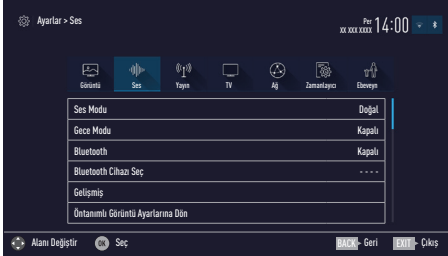 Ayarlar > Ses
Per
xx xxx xxxx 14:00
Görüntü Ses Yayın TV Ağ Zamanlayıcı Ebeveyn
Ses Modu Doğal
Gece Modu Kapalı
Bluetooth Kapalı
Bluetooth Cihazı Seç - - - -
Gelişmiş
Öntanımlı Görüntü Ayarlarına Dön
Alanı Değiştir OK Seç BACK Geri EXIT Çıkış